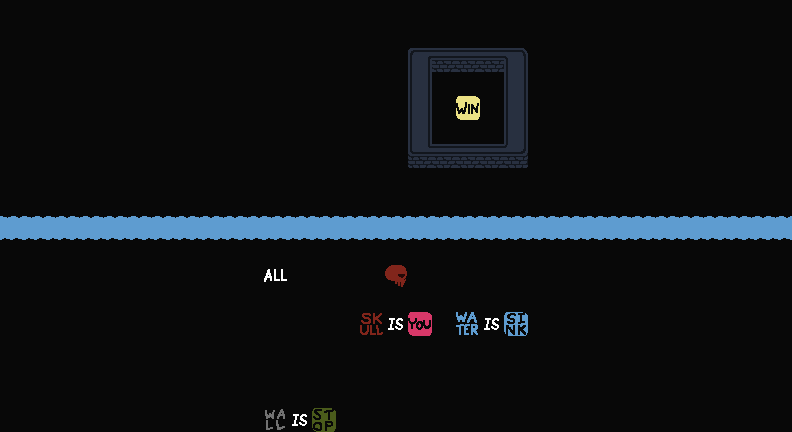 WIN
ALL
SKULL IS YOU WATER IS SINK
WALL IS STOP